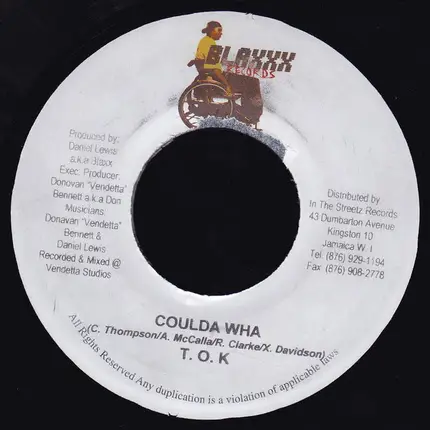 BLAXXX
RECORDS
Produced by:
Daniel Lewis
a.k.a Blaxx
Exec. Producer.
Donovan "Vendetta"
Bennett a.k.a Don
Musicians.
Donavan "Vendetta"
Bennett &
Daniel Lewis
Recorded & Mixed @
Vendetta Studios
Distributed by
In The Streetz Records
43 Dumbarton Avenue
Kingston 10
Jamaica W. I
Tel (876) 929-1194
Fax (876) 908-2778
COULDA WHA
(C. Thompson/A. McCalla/R. Clarke/X. Davidson)
T. O. K
All Rights Reserved Any duplication is a violation of applicable laws